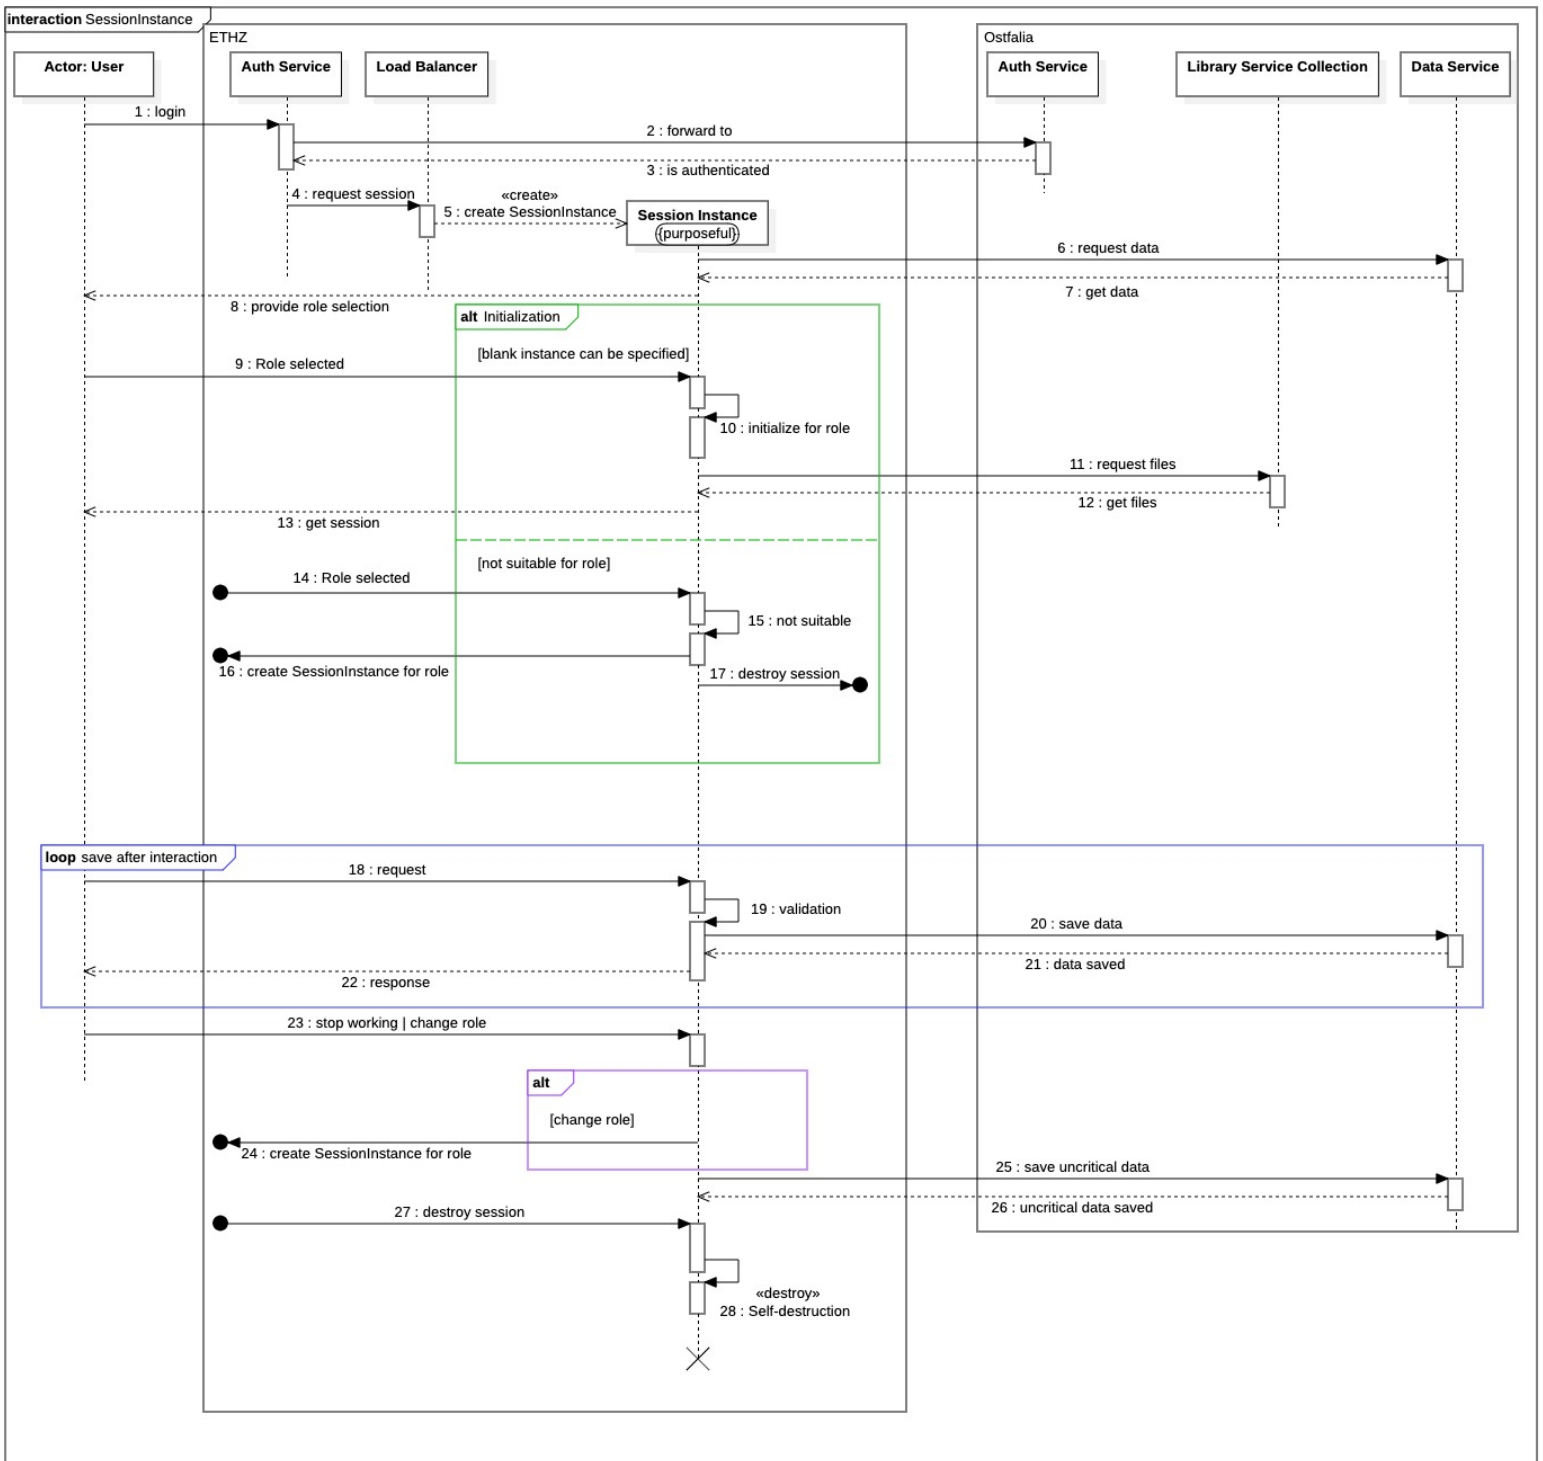 interaction SessionInstance
ETHZ
Ostfalia
Actor: User
Auth Service
Load Balancer
Auth Service
Library Service Collection
Data Service
1 : login
2 : forward to
3 : is authenticated
4 : request session
«create»
5 : create SessionInstance
Session Instance
{purposeful}
6 : request data
7 : get data
8 : provide role selection
alt Initialization
[blank instance can be specified]
9 : Role selected
10 : initialize for role
11 : request files
12 : get files
13 : get session
[not suitable for role]
14 : Role selected
15 : not suitable
16 : create SessionInstance for role
17 : destroy session
loop save after interaction
18 : request
19 : validation
20 : save data
21 : data saved
22 : response
23 : stop working | change role
alt
[change role]
24 : create SessionInstance for role
25 : save uncritical data
26 : uncritical data saved
27 : destroy session
«destroy»
28 : Self-destruction